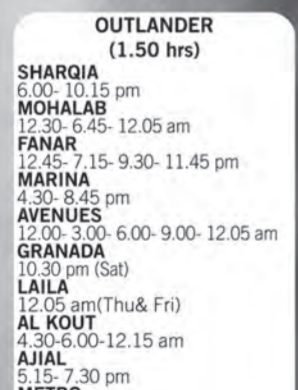 OUTLANDER
(1.50 hrs)
SHARQIA
6.00- 10.15 pm
MOHALAB
12.30- 6.45- 12.05 am
FANAR
12.45- 7.15- 9.30- 11.45 pm
MARINA
4.30- 8.45 pm
AVENUES
12.00- 3.00- 6.00- 9.00- 12.05 am
GRANADA
10.30 pm (Sat)
LAILA
12.05 am(Thu& Fri)
AL KOUT
4.30-6.00-12.15 am
AJIAL
5.15- 7.30 pm
METRO